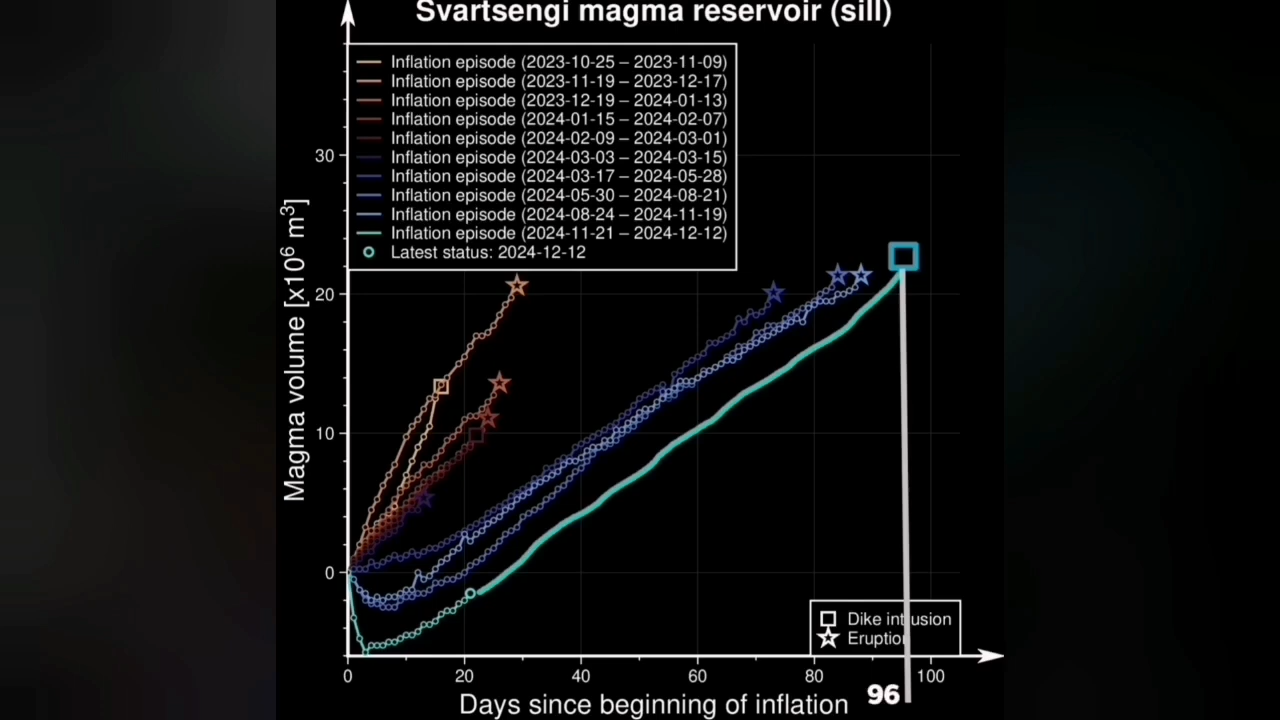 Svartsengi magma reservoir (sill)
Inflation episode (2023-10-25 – 2023-11-09)
Inflation episode (2023-11-19 – 2023-12-17)
Inflation episode (2023-12-19 – 2024-01-13)
Inflation episode (2024-01-15 – 2024-02-07)
Inflation episode (2024-02-09 – 2024-03-01)
Inflation episode (2024-03-03 – 2024-03-15)
Inflation episode (2024-03-17 – 2024-05-28)
Inflation episode (2024-05-30 – 2024-08-21)
Inflation episode (2024-08-24 – 2024-11-19)
Inflation episode (2024-11-21 – 2024-12-12)
Latest status: 2024-12-12
Magma volume [x10⁶ m³]
30
20
10
0
Dike intrusion
Eruption
0 20 40 60 80 100
Days since beginning of inflation
96